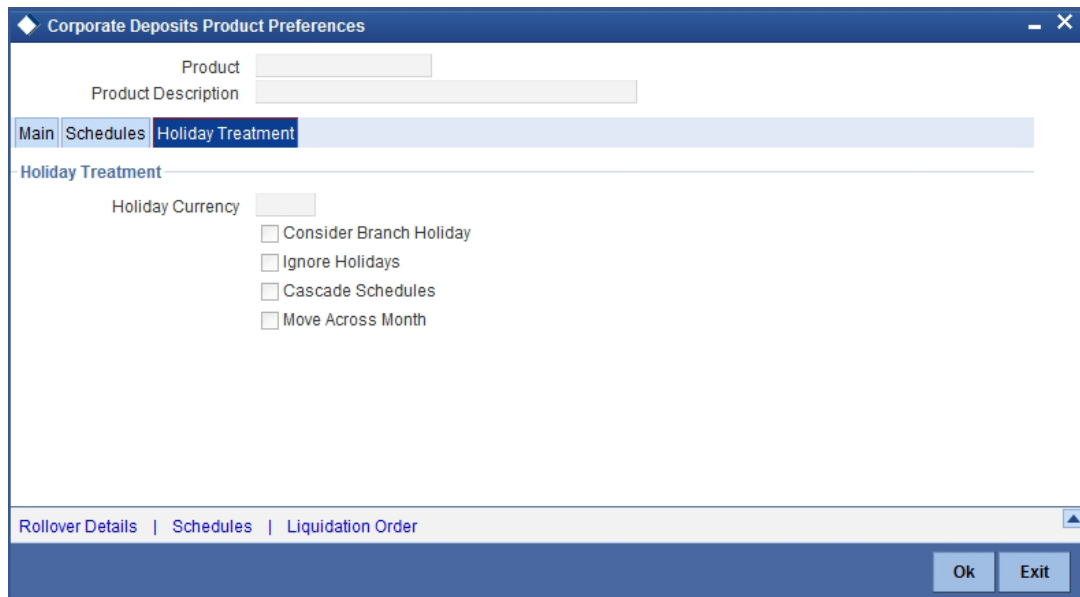 Corporate Deposits Product Preferences
Product
Product Description
Main Schedules Holiday Treatment
Holiday Treatment
Holiday Currency
Consider Branch Holiday
Ignore Holidays
Cascade Schedules
Move Across Month
Rollover Details | Schedules | Liquidation Order
Ok Exit